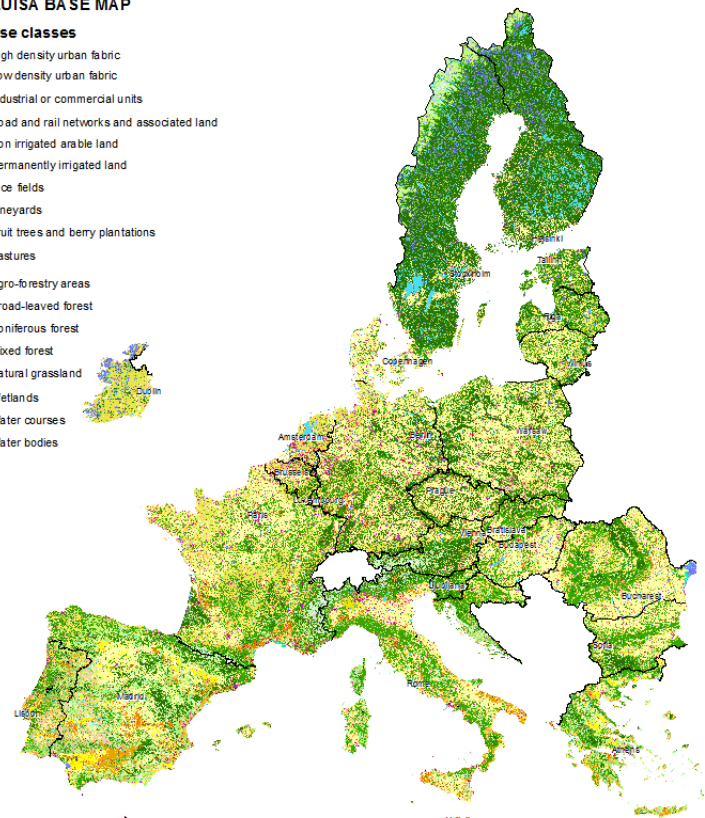 UISA BASE MAP
se classes
gh density urban fabric
ow density urban fabric
dustrial or commercial units
oad and rail networks and associated land
on irrigated arable land
ermanently irrigated land
ce fields
neyards
uit trees and berry plantations
astures
gro-forestry areas
road-leaved forest
oniferous forest
ixed forest
atural grassland
etlands
ater courses
ater bodies
Helsinki
Tallinn
Stockholm
Riga
Vilnius
Copenhagen
Dublin
Amsterdam
Berlin
Warsaw
Brussels
Prague
Luxembourg
Paris
Vienna
Bratislava
Budapest
Ljubljana
Bucharest
Sofia
Rome
Madrid
Lisbon
Athens